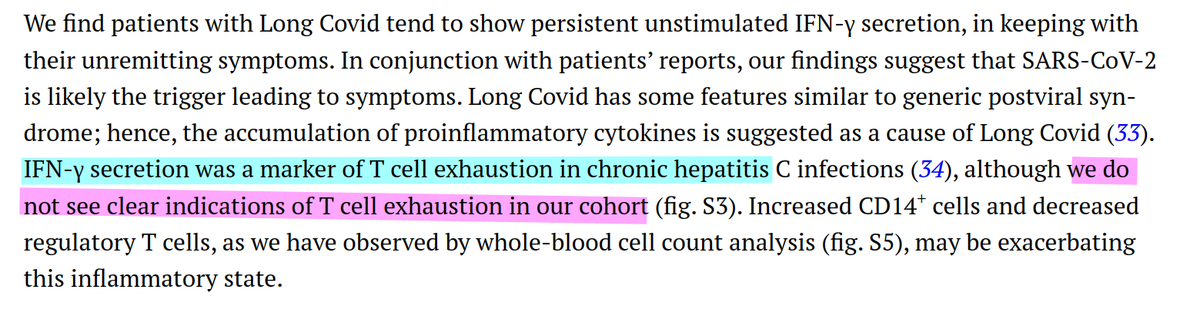 We find patients with Long Covid tend to show persistent unstimulated IFN-γ secretion, in keeping with
their unremitting symptoms. In conjunction with patients’ reports, our findings suggest that SARS-CoV-2
is likely the trigger leading to symptoms. Long Covid has some features similar to generic postviral syn-
drome; hence, the accumulation of proinflammatory cytokines is suggested as a cause of Long Covid (33).
IFN-γ secretion was a marker of T cell exhaustion in chronic hepatitis C infections (34), although we do
not see clear indications of T cell exhaustion in our cohort (fig. S3). Increased CD14⁺ cells and decreased
regulatory T cells, as we have observed by whole-blood cell count analysis (fig. S5), may be exacerbating
this inflammatory state.